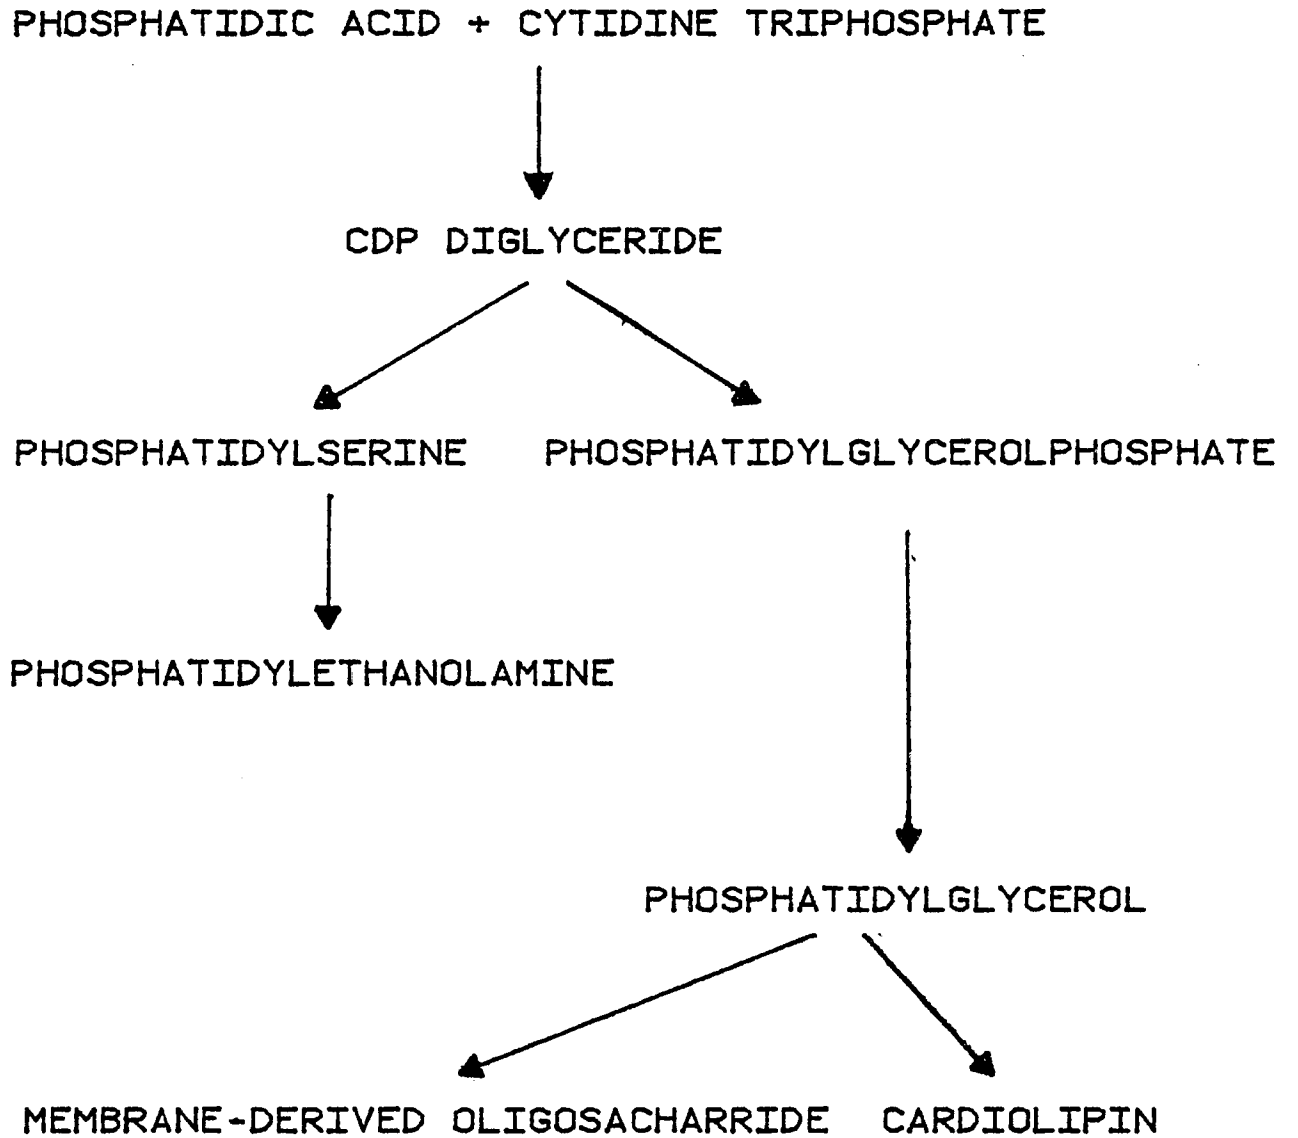 PHOSPHATIDIC ACID + CYTIDINE TRIPHOSPHATE
CDP DIGLYCERIDE
PHOSPHATIDYLSERINE PHOSPHATIDYLGLYCEROLPHOSPHATE
PHOSPHATIDYLETHANOLAMINE
PHOSPHATIDYLGLYCEROL
MEMBRANE-DERIVED OLIGOSACHARRIDE CARDIOLIPIN